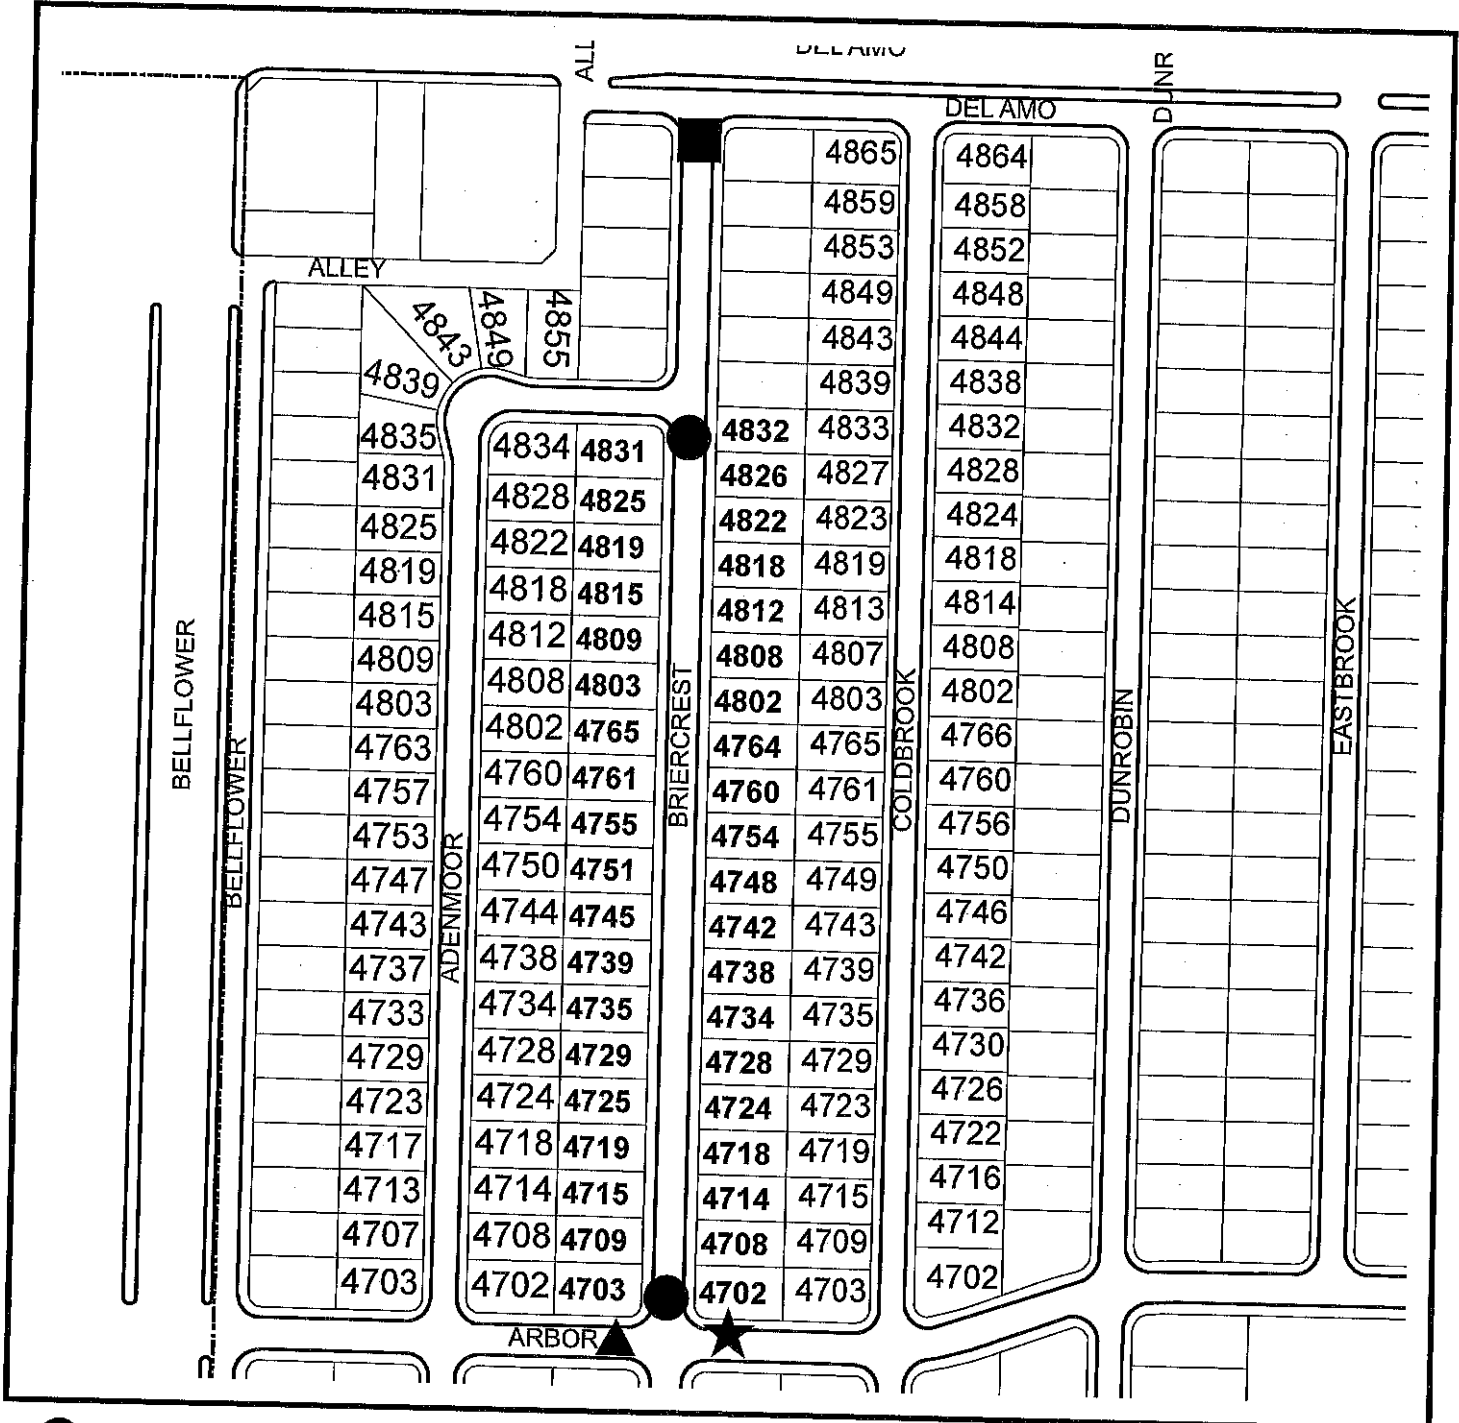 ALL
DEL AMO
DEL AMO
DUNR
4865 4864
4859 4858
4853 4852
ALLEY
4843 4849 4855 4849 4848
4843 4844
4839 4839 4838
4835 4834 4831 4832 4833 4832
4831 4828 4825 4826 4827 4828
4825 4822 4819 4822 4823 4824
4819 4818 4815 4818 4819 4818
4815 4812 4809 4812 4813 4814
4809 4808 4803 4808 4807 4808
4803 4802 4765 4802 4803 4802
4763 4760 4761 4764 4765 4766
4757 4754 4755 4760 4761 4760
4753 4750 4751 4754 4755 4756
4747 4744 4745 4748 4749 4750
4743 4738 4739 4742 4743 4746
4737 4734 4735 4738 4739 4742
4733 4728 4729 4734 4735 4736
4729 4724 4725 4728 4729 4730
4723 4718 4719 4724 4723 4726
4717 4714 4715 4718 4719 4722
4713 4708 4709 4714 4715 4716
4707 4702 4703 4708 4709 4712
4703 4702 4703 4702
BELLFLOWER
BELLFLOWER
ADENMOOR
BRIERCREST
COLDBROOK
DUNROBIN
EASTBROOK
ARBOR